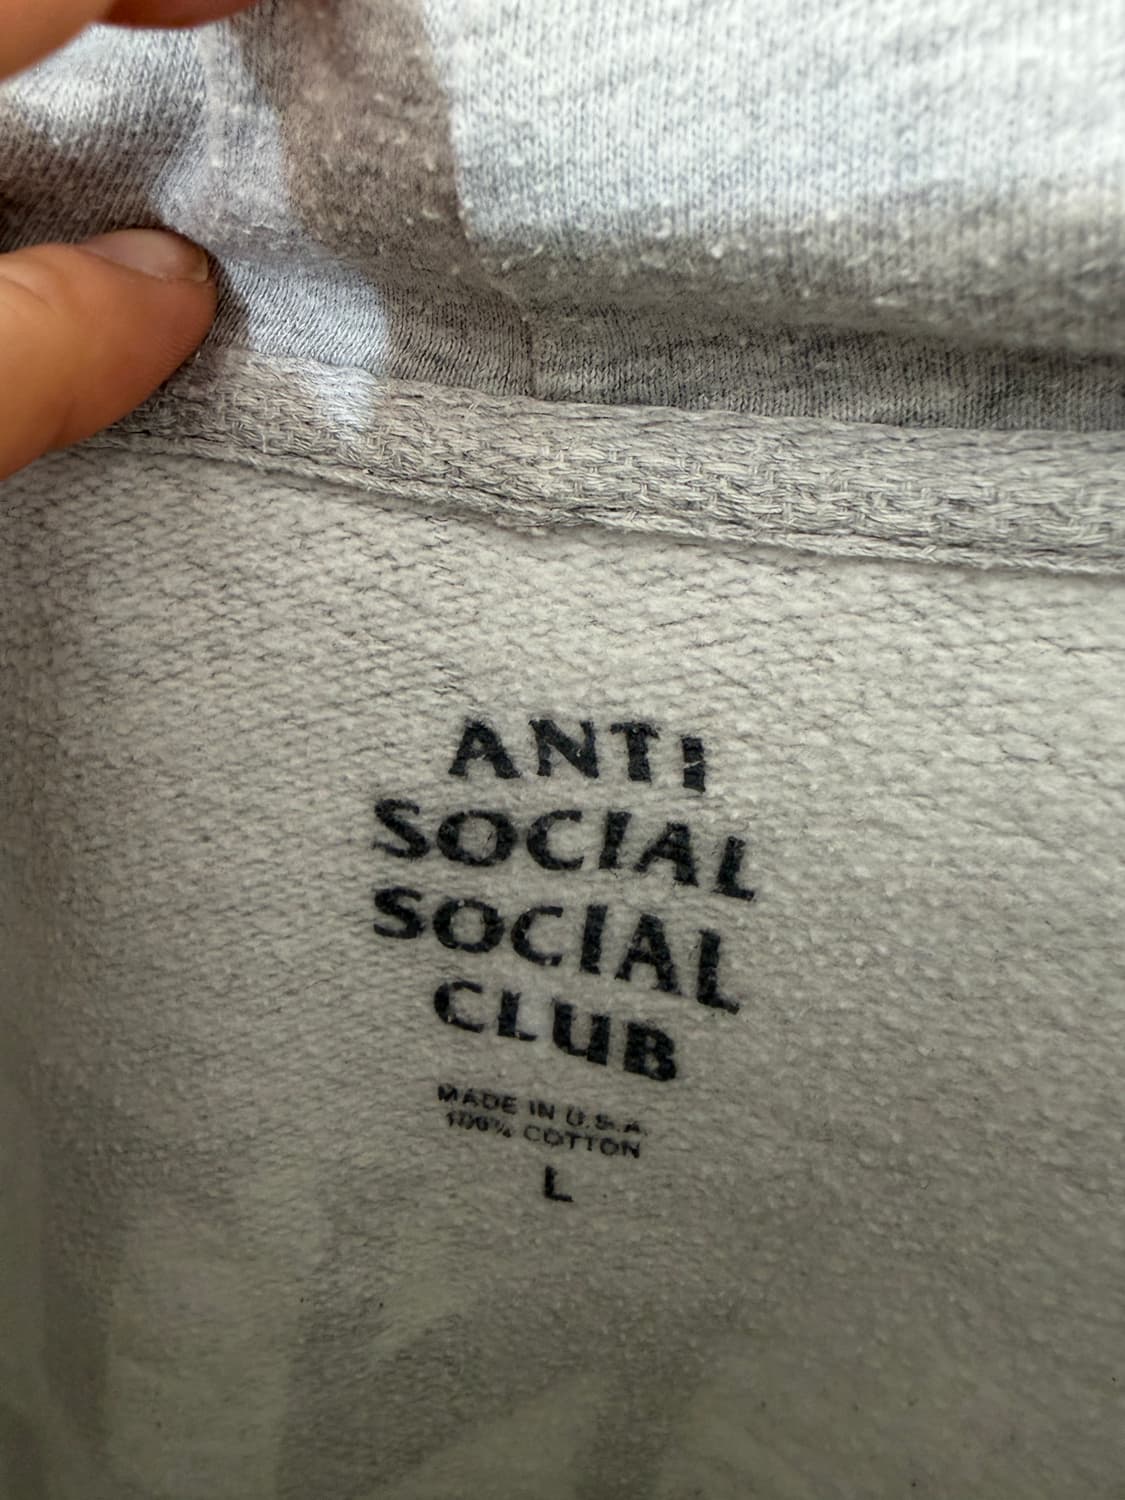 ANTI
SOCIAL
SOCIAL
CLUB
MADE IN U.S.A.
100% COTTON
L